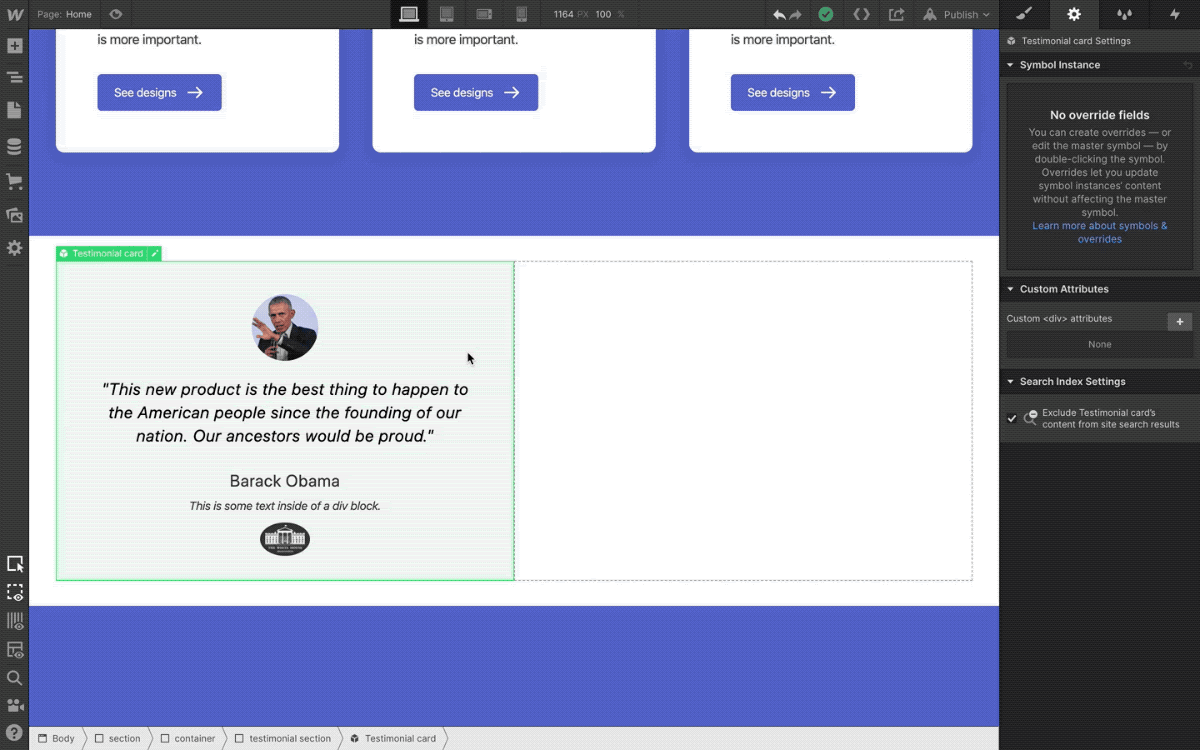 Page: Home
1164 PX 100 %
Publish
Testimonial card Settings
Symbol Instance
No override fields
You can create overrides — or
edit the master symbol — by
double-clicking the symbol.
Overrides let you update
symbol instances' content
without affecting the master
symbol.
Learn more about symbols &
overrides
Custom Attributes
Custom <div> attributes
None
Search Index Settings
Exclude Testimonial card's
content from site search results
is more important.
is more important.
is more important.
See designs
See designs
See designs
Testimonial card
"This new product is the best thing to happen to
the American people since the founding of our
nation. Our ancestors would be proud."
Barack Obama
This is some text inside of a div block.
THE WHITE HOUSE
Body
section
container
testimonial section
Testimonial card